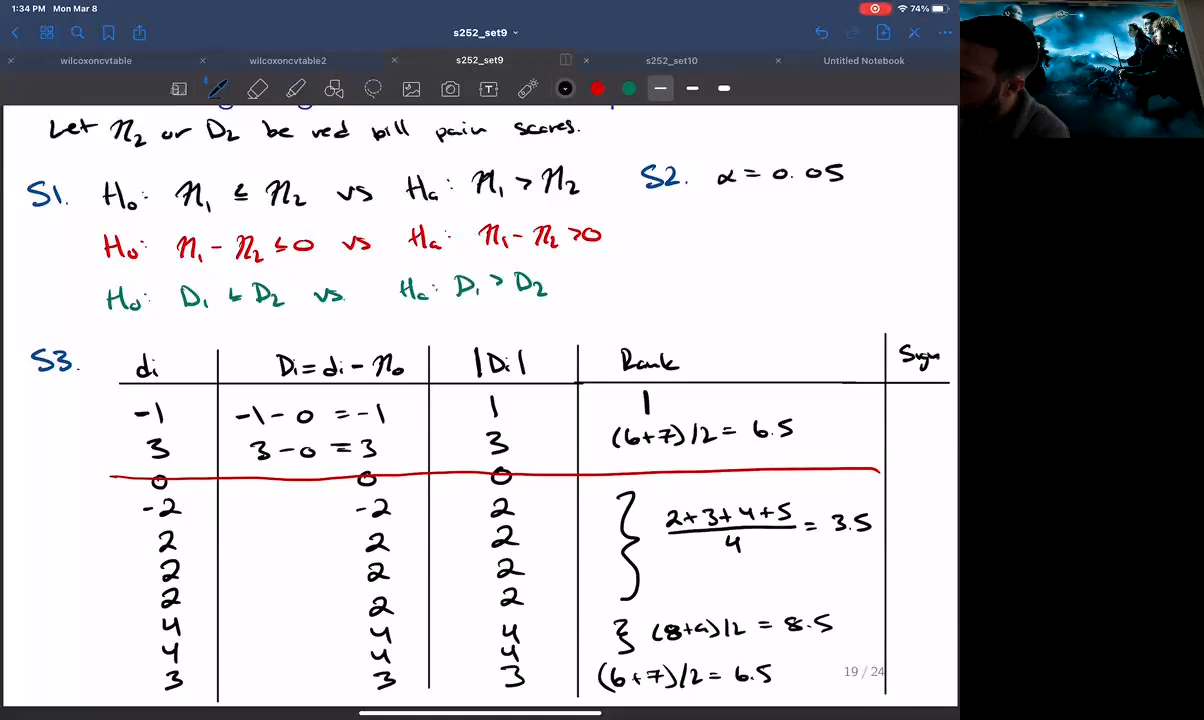 1:34 PM Mon Mar 8
74%
s252_set9
wilcoxoncvtable
wilcoxoncvtable2
s252_set9
s252_set10
Untitled Notebook
Let η₂ or D₂ be red bill pain scores.
S1. H₀: η₁ ≤ η₂ vs Hₐ: η₁ > η₂
S2. α = 0.05
H₀: η₁ - η₂ ≤ 0 vs Hₐ: η₁ - η₂ > 0
H₀: D₁ ≤ D₂ vs. Hₐ: D₁ > D₂
S3. di Di = di - η₀ |Di| Rank Sign
-1 -1 - 0 = -1 1 1
3 3 - 0 = 3 3 (6+7)/2 = 6.5
0 0 0
-2 -2 2 } (2+3+4+5)/4 = 3.5
2 2 2
2 2 2
2 2 2
4 4 4 } (8+9)/2 = 8.5
4 4 4
3 3 3 (6+7)/2 = 6.5
19 / 24